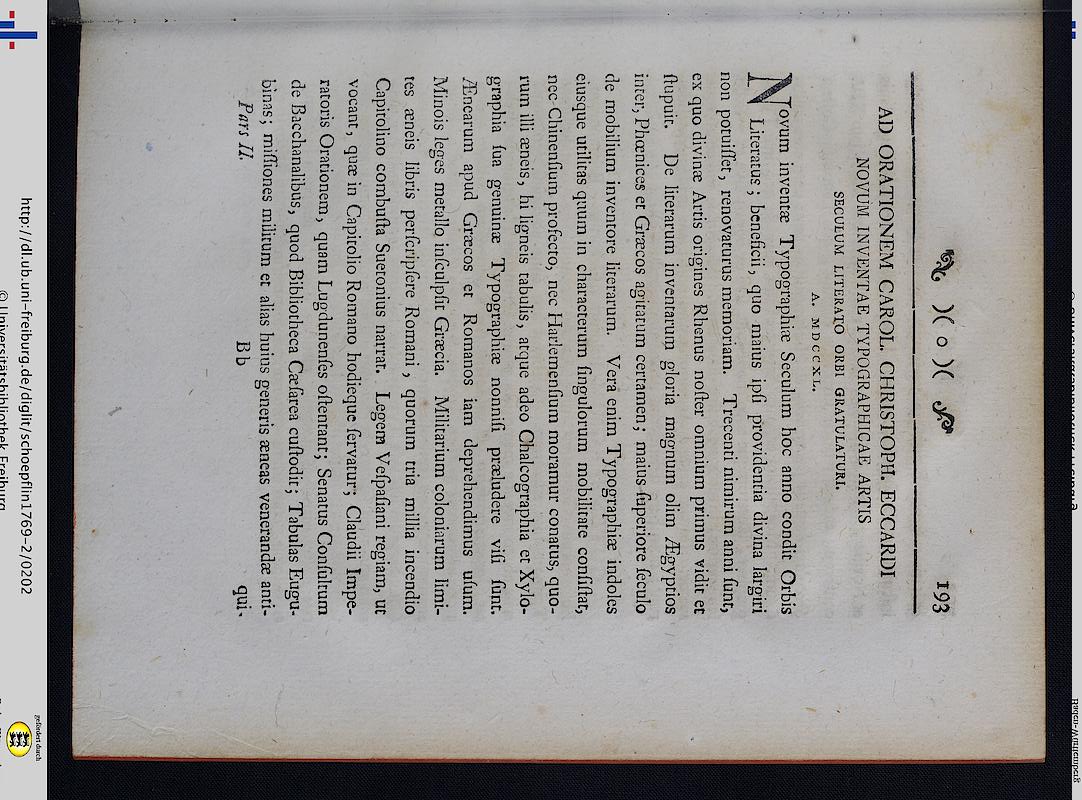 )( o )( 193
AD ORATIONEM CAROL. CHRISTOPH. ECCARDI
NOVUM INVENTAE TYPOGRAPHICAE ARTIS
SECULUM LITERATO ORBI GRATULATURI.
A. MDCCXL.
Novum inventæ Typographiæ Seculum hoc anno condit Orbis
Literatus; beneficii, quo maius ipsi providentia divina largiri
non potuiſſet, renovaturus memoriam. Trecenti nimirum anni ſunt,
ex quo divinæ Artis origines Rhenus noſter omnium primus vidit et
ſtupuit. De literarum inventarum gloria magnum olim Ægyptios
inter, Phœnices et Græcos agitatum certamen; maius ſuperiore ſeculo
de mobilium inventore literarum. Vera enim Typographiæ indoles
eiusque utilitas quum in characterum ſingulorum mobilitate conſiſtat,
nec Chinenſium profecto, nec Harlemenſium moramur conatus, quo-
rum illi æneis, hi ligneis tabulis, atque adeo Chalcographia et Xylo-
graphia ſua genuinæ Typographiæ nonniſi præludere viſi ſunt.
Ænearum apud Græcos et Romanos iam deprehendinus uſum.
Minois leges metallo inſculpſit Græcia. Militarium coloniarum limi-
tes æneis libris perſcripſere Romani, quorum tria millia incendio
Capitolino combuſta Suetonius narrat. Legem Veſpaſiani regiam, ut
vocant, quæ in Capitolio Romano hodieque ſervatur; Claudii Impe-
ratoris Orationem, quam Lugdunenſes oſtentant; Senatus Conſultum
de Bacchanalibus, quod Bibliotheca Cæſarea cuſtodit; Tabulas Eugu-
binas; miſſiones militum et alias huius generis æneas venerandæ anti-
Pars II. Bb qui-
http://dl.ub.uni-freiburg.de/diglit/schoepflin1769-2/0202
© Universitätsbibliothek Freiburg
gefördert durch